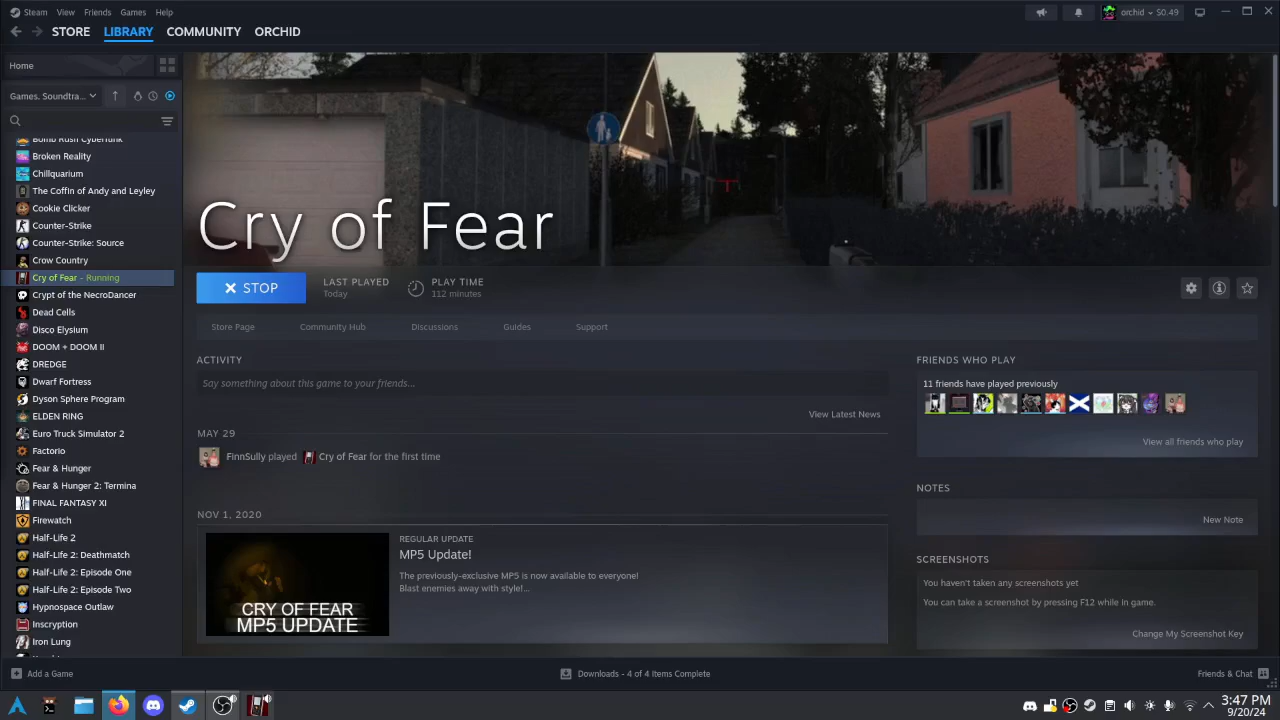 Steam View Friends Games Help
orchid $0.49
STORE LIBRARY COMMUNITY ORCHID
Home
Games, Soundtra...
Bomb Rush Cyberfunk
Broken Reality
Chillquarium
The Coffin of Andy and Leyley
Cookie Clicker
Counter-Strike
Counter-Strike: Source
Crow Country
Cry of Fear - Running
Crypt of the NecroDancer
Dead Cells
Disco Elysium
DOOM + DOOM II
DREDGE
Dwarf Fortress
Dyson Sphere Program
ELDEN RING
Euro Truck Simulator 2
Factorio
Fear & Hunger
Fear & Hunger 2: Termina
FINAL FANTASY XI
Firewatch
Half-Life 2
Half-Life 2: Deathmatch
Half-Life 2: Episode One
Half-Life 2: Episode Two
Hypnospace Outlaw
Inscryption
Iron Lung
Cry of Fear
STOP
LAST PLAYED
Today
PLAY TIME
112 minutes
Store Page Community Hub Discussions Guides Support
ACTIVITY
Say something about this game to your friends...
View Latest News
MAY 29
FinnSully played Cry of Fear for the first time
NOV 1, 2020
CRY OF FEAR
MP5 UPDATE
REGULAR UPDATE
MP5 Update!
The previously-exclusive MP5 is now available to everyone!
Blast enemies away with style!...
FRIENDS WHO PLAY
11 friends have played previously
View all friends who play
NOTES
New Note
SCREENSHOTS
You haven't taken any screenshots yet
You can take a screenshot by pressing F12 while in game.
Change My Screenshot Key
Add a Game
Downloads - 4 of 4 Items Complete
Friends & Chat
3:47 PM
9/20/24